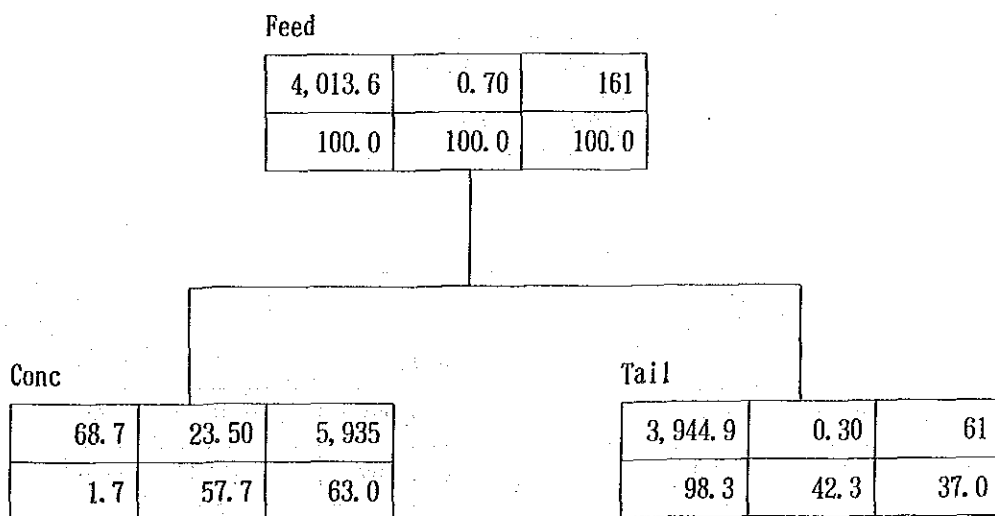 Feed
4,013.6 0.70 161
100.0 100.0 100.0
Conc Tail
68.7 23.50 5,935 3,944.9 0.30 61
1.7 57.7 63.0 98.3 42.3 37.0